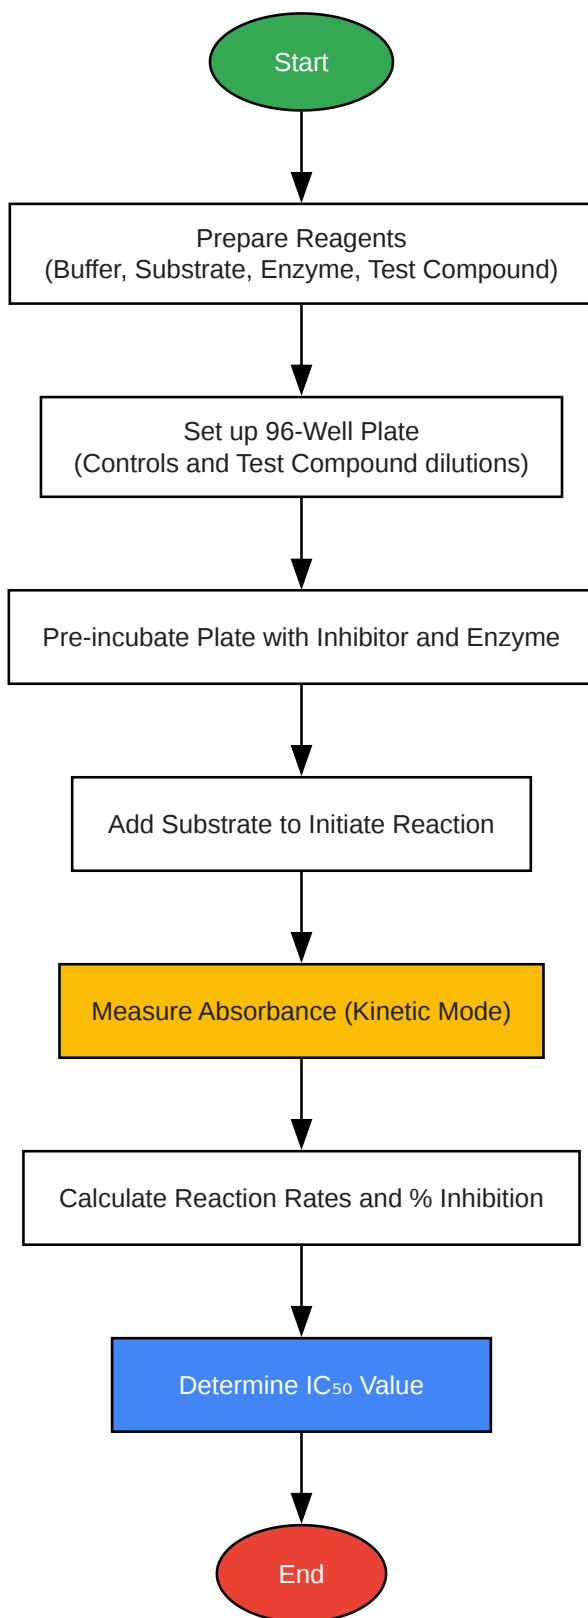 Start
Prepare Reagents
(Buffer, Substrate, Enzyme, Test Compound)
Set up 96-Well Plate
(Controls and Test Compound dilutions)
Pre-incubate Plate with Inhibitor and Enzyme
Add Substrate to Initiate Reaction
Measure Absorbance (Kinetic Mode)
Calculate Reaction Rates and % Inhibition
Determine IC₅₀ Value
End